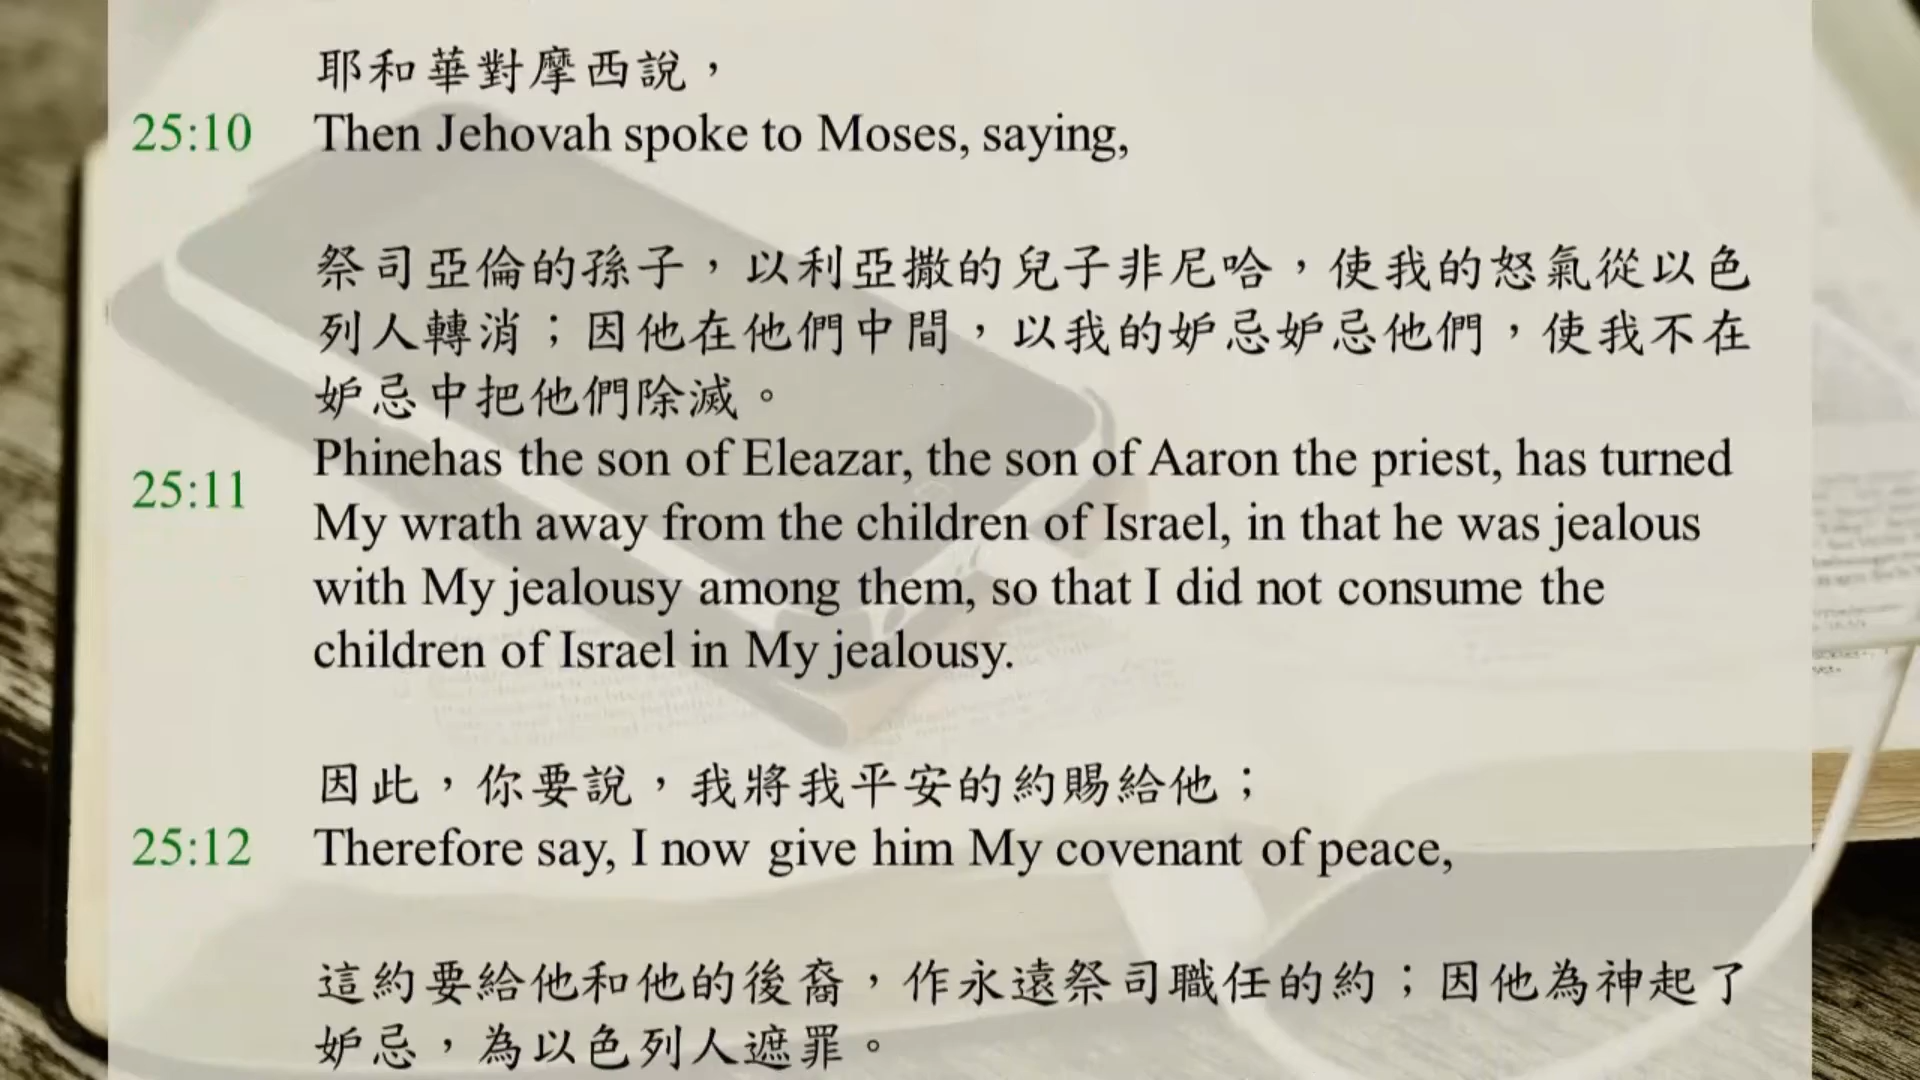 耶和華對摩西說，
25:10 Then Jehovah spoke to Moses, saying,
祭司亞倫的孫子，以利亞撒的兒子非尼哈，使我的怒氣從以色
列人轉消；因他在他們中間，以我的妒忌妒忌他們，使我不在
妒忌中把他們除滅。
Phinehas the son of Eleazar, the son of Aaron the priest, has turned
25:11 My wrath away from the children of Israel, in that he was jealous
with My jealousy among them, so that I did not consume the
children of Israel in My jealousy.
因此，你要說，我將我平安的約賜給他；
25:12 Therefore say, I now give him My covenant of peace,
這約要給他和他的後裔，作永遠祭司職任的約；因他為神起了
妒忌，為以色列人遮罪。